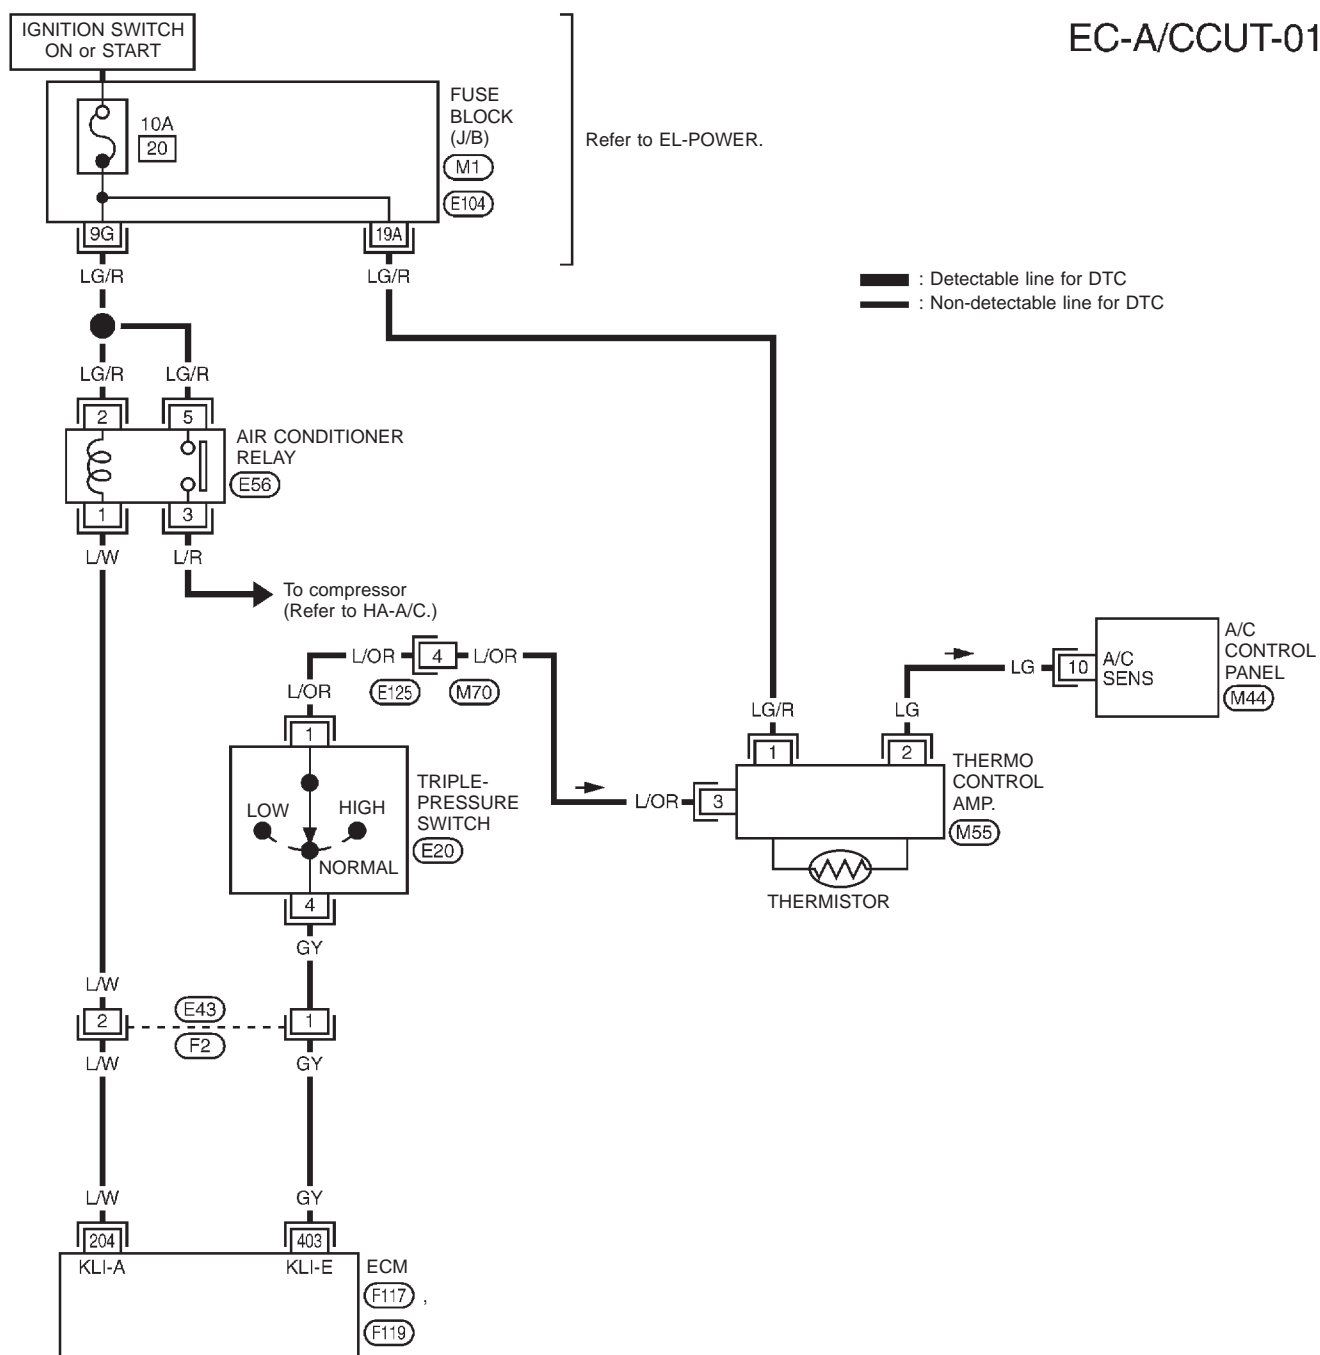 EC-A/CCUT-01
IGNITION SWITCH
ON or START
FUSE
BLOCK
(J/B)
M1
E104
10A
20
Refer to EL-POWER.
9G
19A
LG/R
LG/R
: Detectable line for DTC
: Non-detectable line for DTC
LG/R
LG/R
2
5
AIR CONDITIONER
RELAY
E56
1
3
L/W
L/R
To compressor
(Refer to HA-A/C.)
L/OR
4
L/OR
E125
M70
L/OR
1
A/C
CONTROL
PANEL
M44
LG
10
A/C
SENS
LG/R
LG
1
2
THERMO
CONTROL
AMP.
M55
L/OR
3
THERMISTOR
TRIPLE-
PRESSURE
SWITCH
E20
LOW
HIGH
NORMAL
4
GY
L/W
2
E43
F2
1
L/W
GY
L/W
GY
204
403
KLI-A
KLI-E
ECM
F117 ,
F119